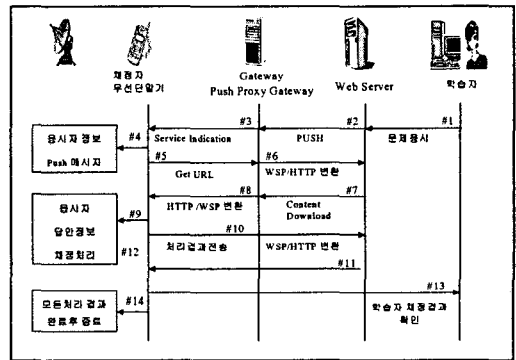 채점자
무선단말기
Gateway
Push Proxy Gateway
Web Server
학습자
#3
#2
#1
#4
Service Indication
PUSH
문제응시
응시자 정보
Push 메시지
#5
#6
Get URL
WSP/HTTP 변환
#8
#7
HTTP /WSP 변환
Content
Download
응시자
답안정보
채점처리
#9
#10
#12
처리결과전송
WSP/HTTP 변환
#11
#13
모든처리 결과
완료후 종료
#14
학습자 채점결과
확인